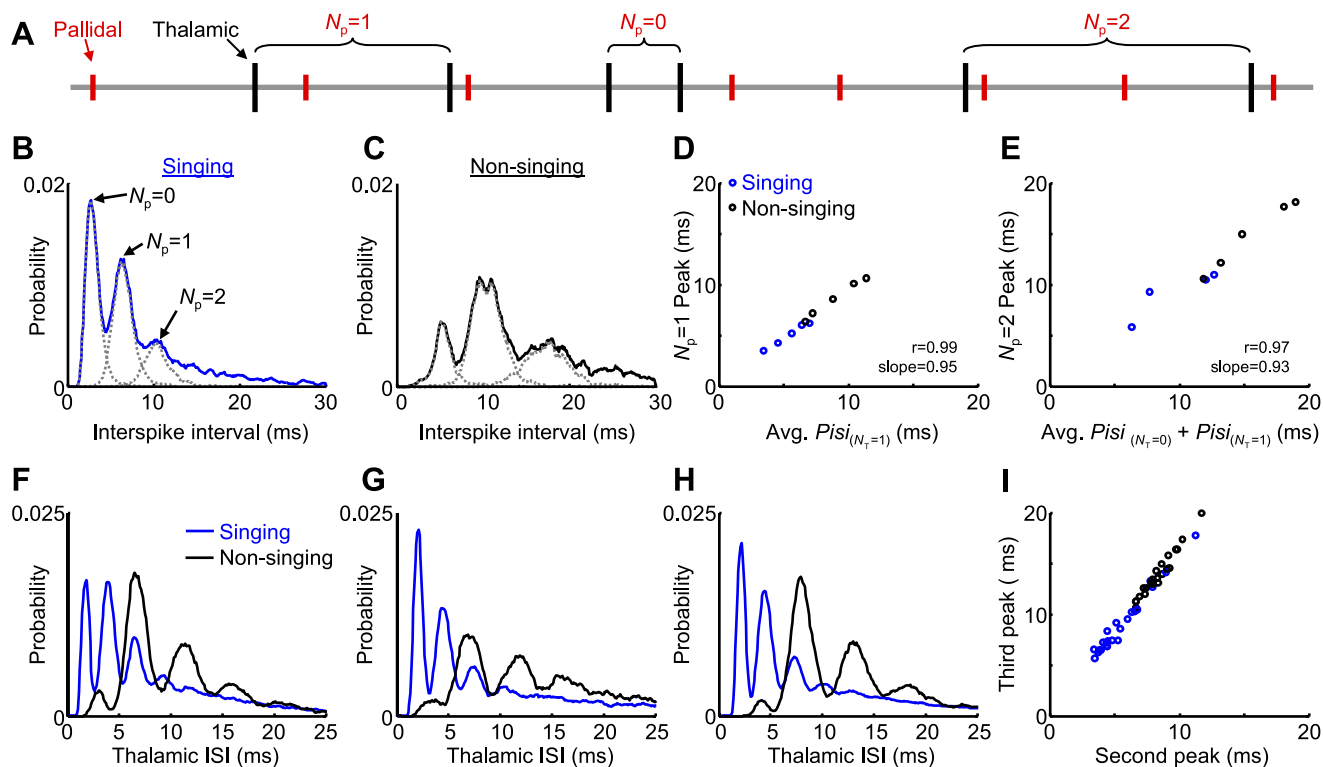 A
Pallidal
Thalamic
Np=1
Np=0
Np=2
B
Singing
0.02
Np=0
Np=1
Np=2
Probability
0
0 10 20 30
Interspike interval (ms)
C
Non-singing
0.02
Probability
0
0 10 20 30
Interspike interval (ms)
D
Singing
Non-singing
20
10
0
Np=1 Peak (ms)
r=0.99
slope=0.95
0 10 20
Avg. Pisi(NT=1) (ms)
E
20
10
0
Np=2 Peak (ms)
r=0.97
slope=0.93
0 10 20
Avg. Pisi (NT=0) + Pisi(NT=1) (ms)
F
0.025
Singing
Non-singing
Probability
0
0 5 10 15 20 25
Thalamic ISI (ms)
G
0.025
Probability
0
0 5 10 15 20 25
Thalamic ISI (ms)
H
0.025
Probability
0
0 5 10 15 20 25
Thalamic ISI (ms)
I
20
10
0
Third peak ( ms)
0 10 20
Second peak (ms)